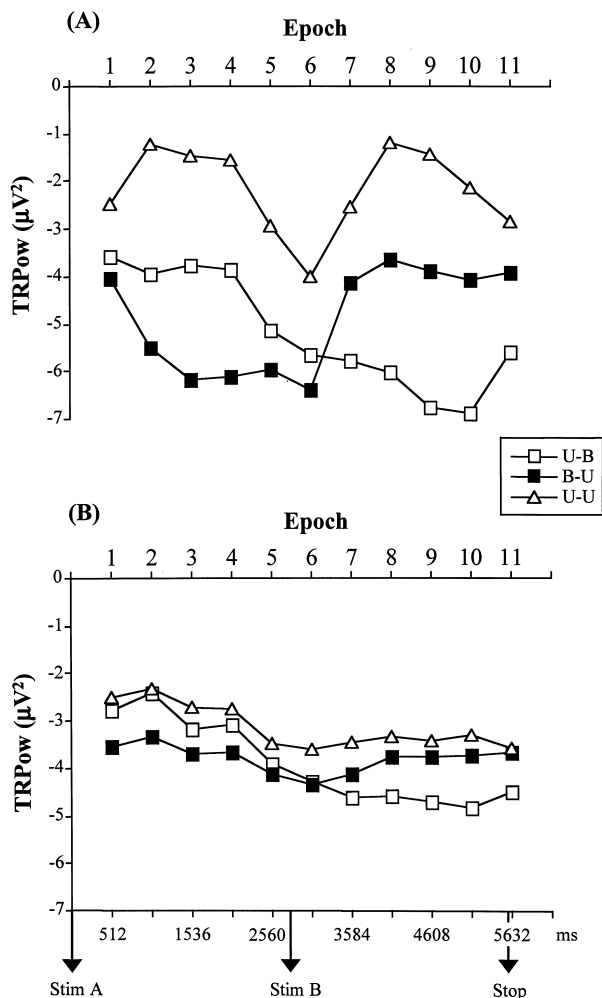 (A)
Epoch
1 2 3 4 5 6 7 8 9 10 11
0
-1
-2
-3
-4
-5
-6
-7
TRPow (µV²)
U-B
B-U
U-U
(B)
Epoch
1 2 3 4 5 6 7 8 9 10 11
0
-1
-2
-3
-4
-5
-6
-7
TRPow (µV²)
512 1536 2560 3584 4608 5632 ms
Stim A Stim B Stop